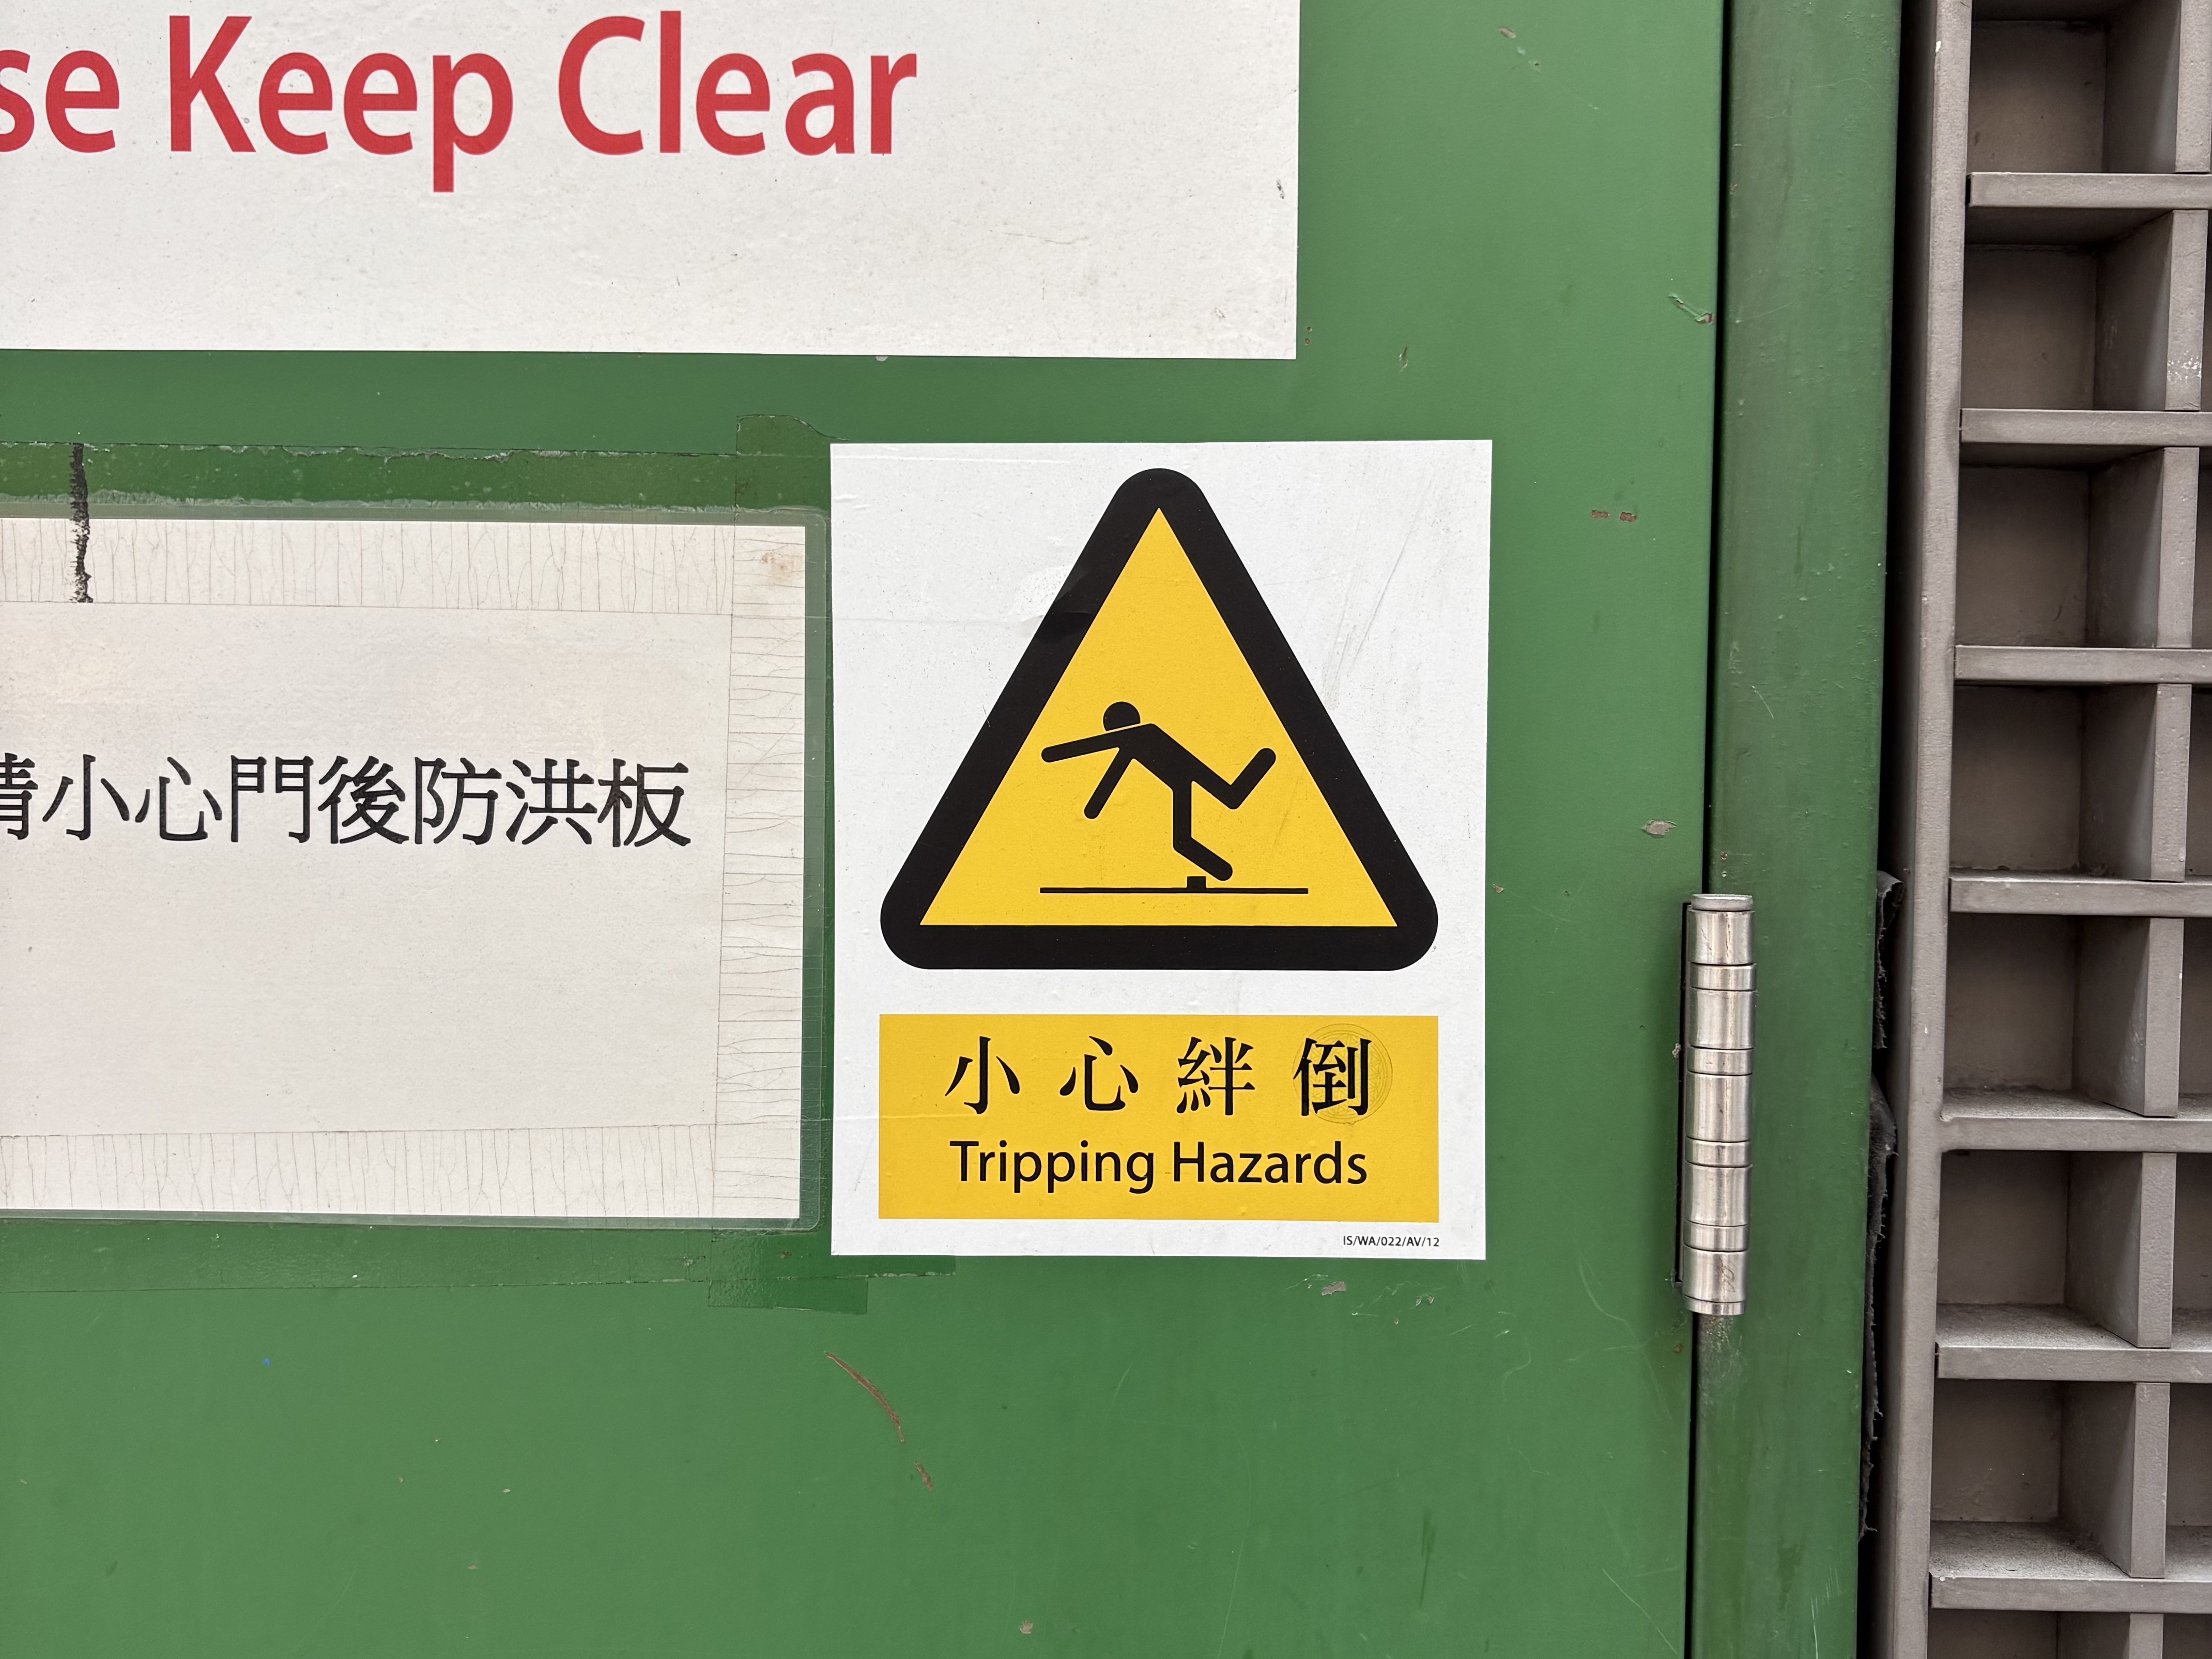 se Keep Clear
請小心門後防洪板
小心絆倒
Tripping Hazards
IS/WA/022/AV/12